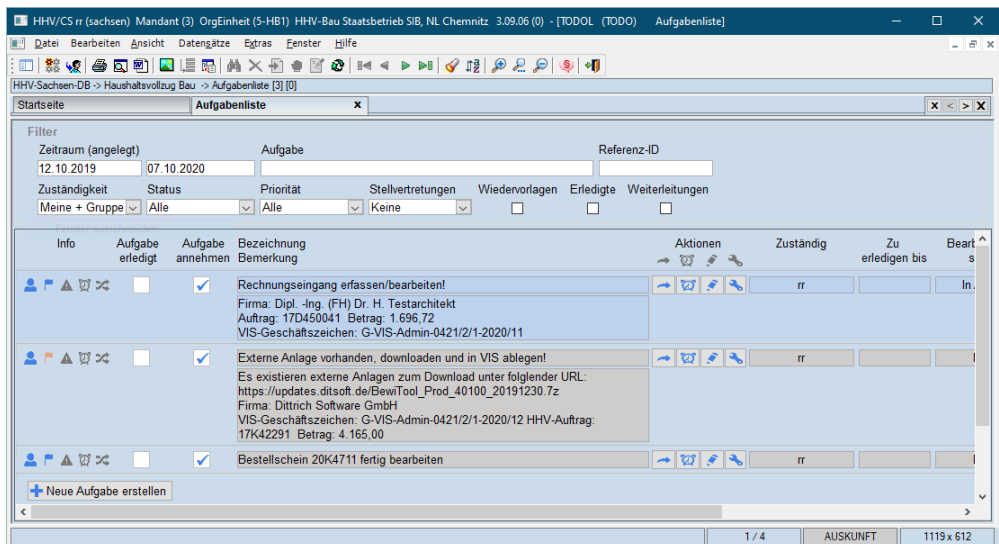 HHV/CS rr (sachsen)  Mandant (3)  OrgEinheit (5-HB1)  HHV-Bau Staatsbetrieb SIB, NL Chemnitz   3.09.06 (0)  - [TODOL   (TODO)      Aufgabenliste]
Datei  Bearbeiten  Ansicht  Datensätze  Extras  Fenster  Hilfe
HHV-Sachsen-DB -> Haushaltsvollzug Bau  -> Aufgabenliste [3] [0]
Startseite  Aufgabenliste  x  x < > X
Filter
Zeitraum (angelegt)  Aufgabe  Referenz-ID
12.10.2019  07.10.2020
Zuständigkeit  Status  Priorität  Stellvertretungen  Wiedervorlagen  Erledigte  Weiterleitungen
Meine + Gruppe  Alle  Alle  Keine
Info  Aufgabe  Aufgabe  Bezeichnung  Aktionen  Zuständig  Zu  Bearb
erledigt  annehmen  Bemerkung  erledigen bis  s
Rechnungseingang erfassen/bearbeiten!  rr  In
Firma: Dipl. -Ing. (FH) Dr. H. Testarchitekt
Auftrag: 17D450041  Betrag: 1.696,72
VIS-Geschäftszeichen: G-VIS-Admin-0421/2/1-2020/11
Externe Anlage vorhanden, downloaden und in VIS ablegen!  rr
Es existieren externe Anlagen zum Download unter folglender URL:
https://updates.ditsoft.de/BewiTool_Prod_40100_20191230.7z
Firma: Dittrich Software GmbH
VIS-Geschäftszeichen: G-VIS-Admin-0421/2/1-2020/12 HHV-Auftrag:
17K42291  Betrag: 4.165,00
Bestellschein 20K4711 fertig bearbeiten  rr
Neue Aufgabe erstellen
1 / 4  AUSKUNFT  1119 x 612